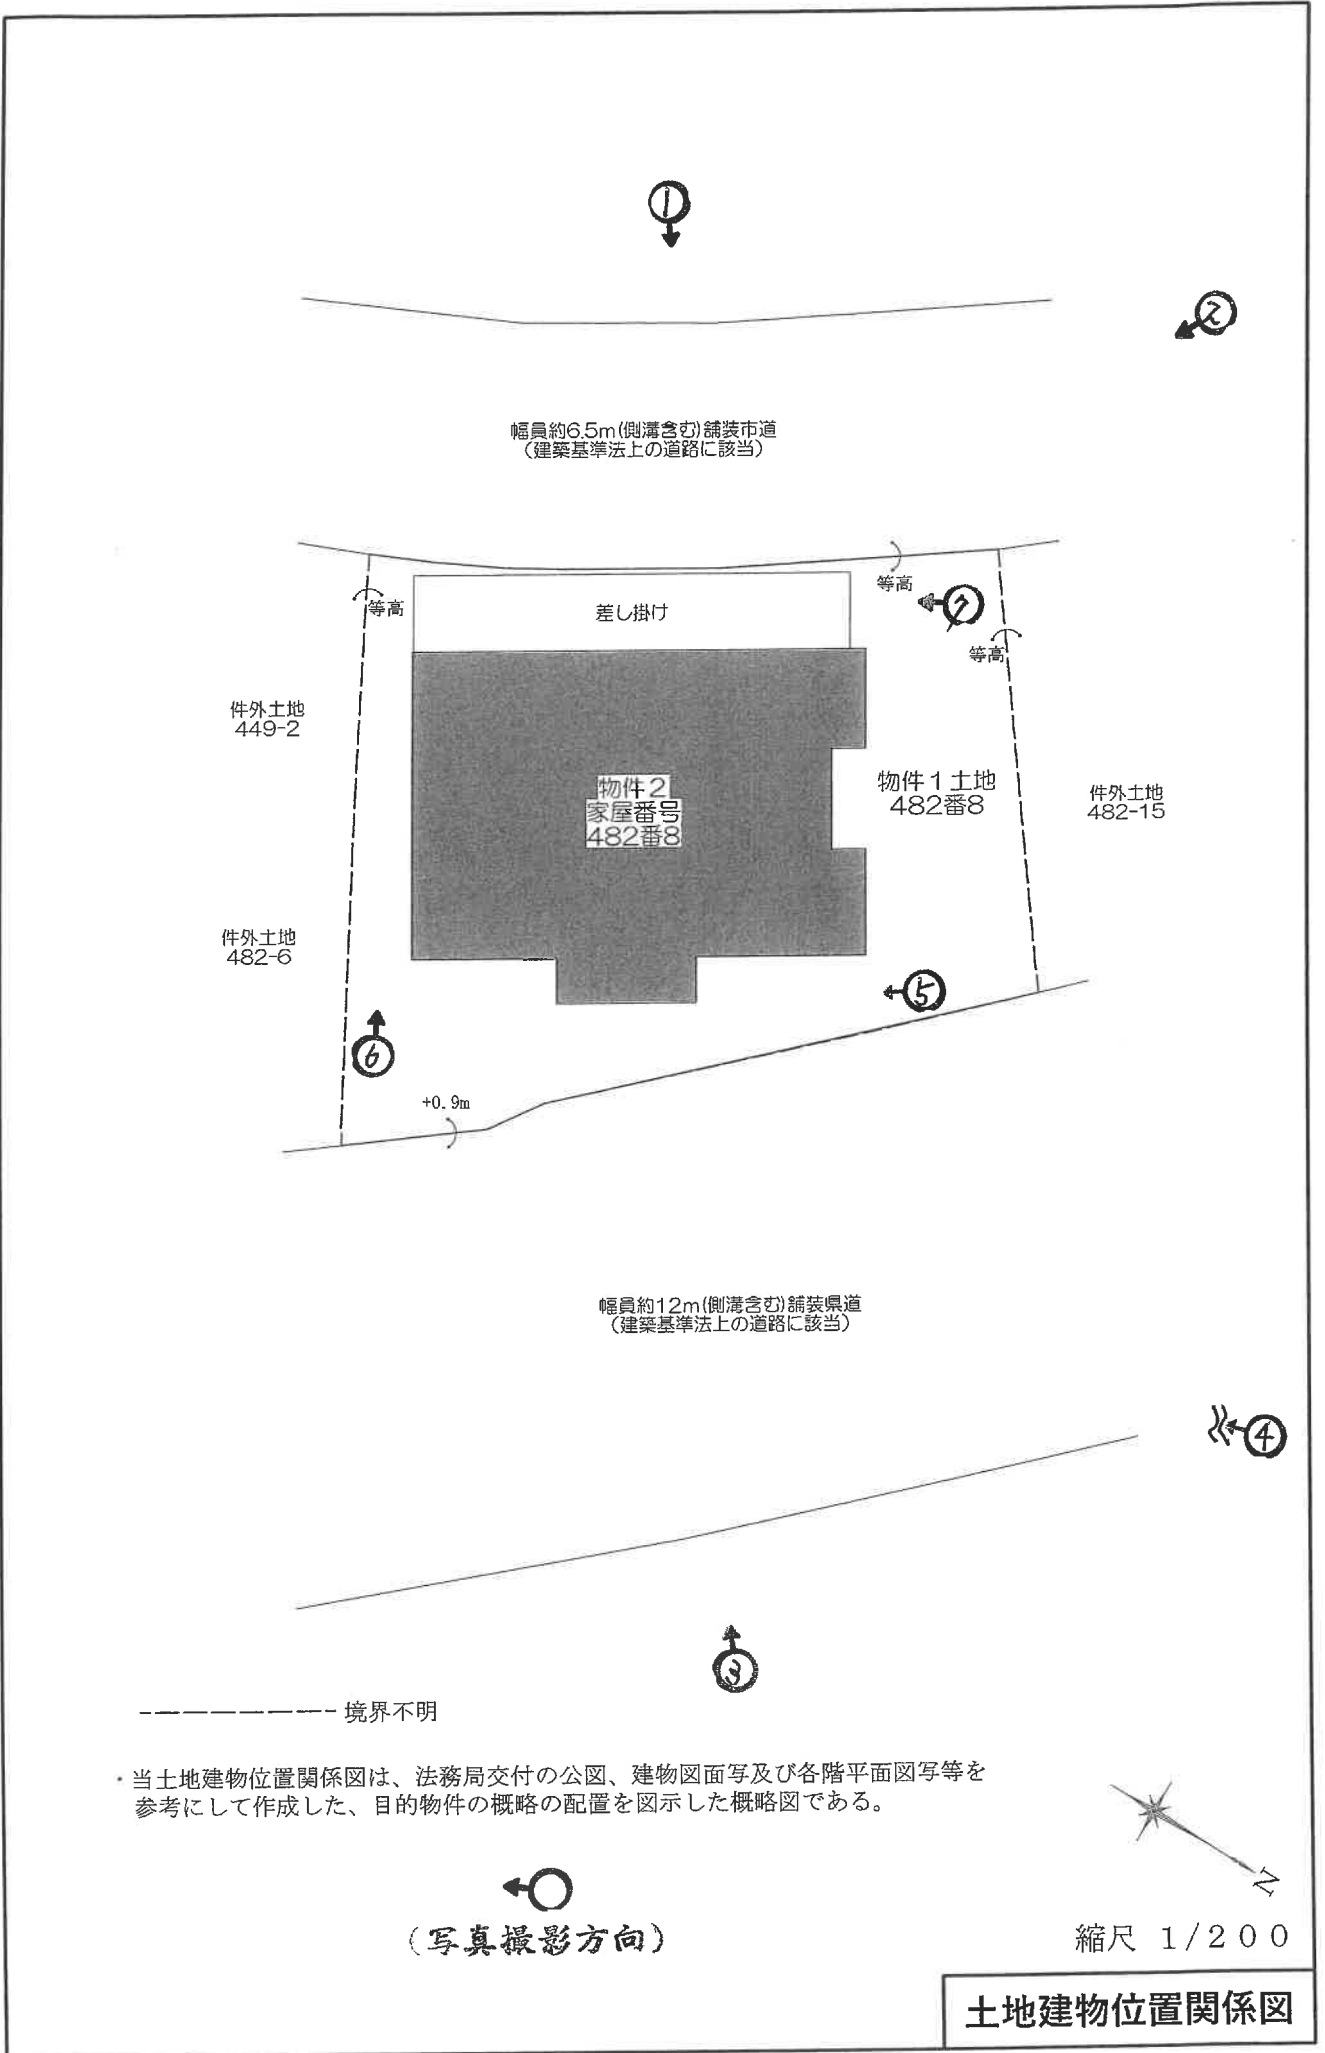 ①
②
幅員約6.5m(側溝含む)舗装市道
(建築基準法上の道路に該当)
等高
等高
差し掛け
⑦
等高
件外土地
449-2
物件2
家屋番号
482番8
物件1土地
482番8
件外土地
482-15
件外土地
482-6
⑤
⑥
+0.9m
幅員約12m(側溝含む)舗装県道
(建築基準法上の道路に該当)
④
③
境界不明
・当土地建物位置関係図は、法務局交付の公図、建物図面写及び各階平面図写等を
参考にして作成した、目的物件の概略の配置を図示した概略図である。
N
(写真撮影方向)
縮尺 1/200
土地建物位置関係図